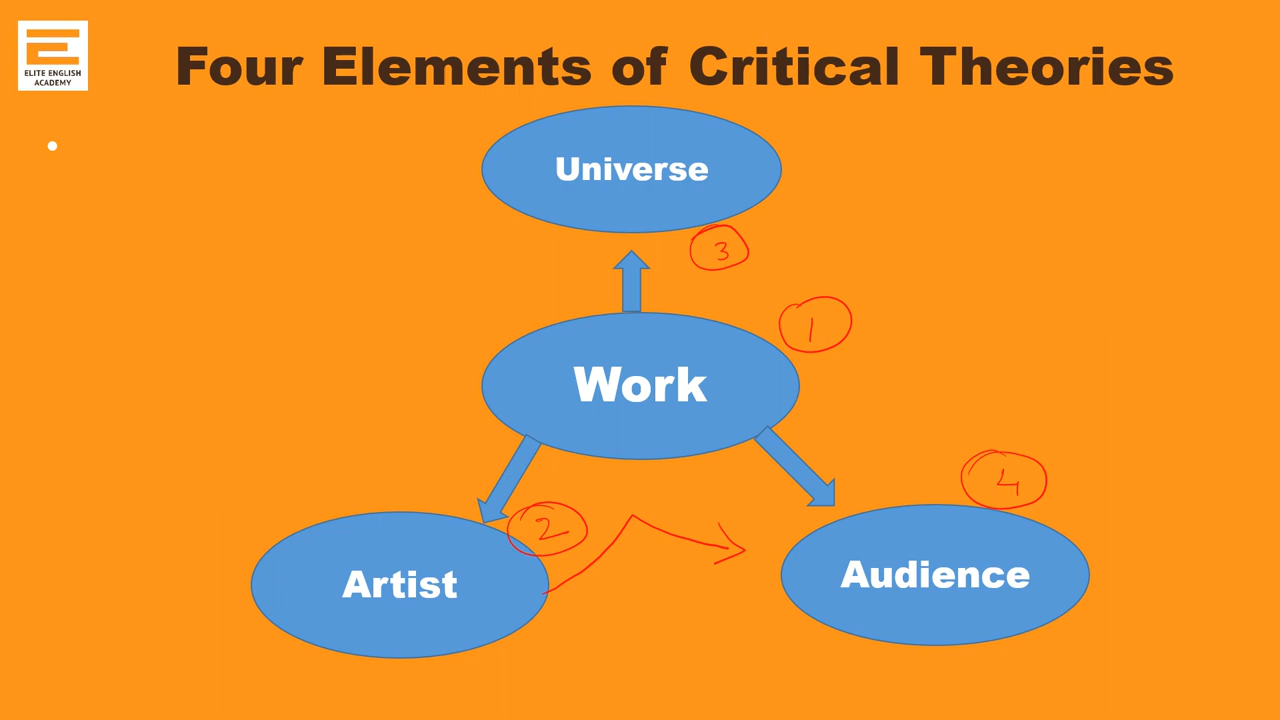 ELITE ENGLISH
ACADEMY
Four Elements of Critical Theories
Universe
3
1
Work
4
2
Artist
Audience